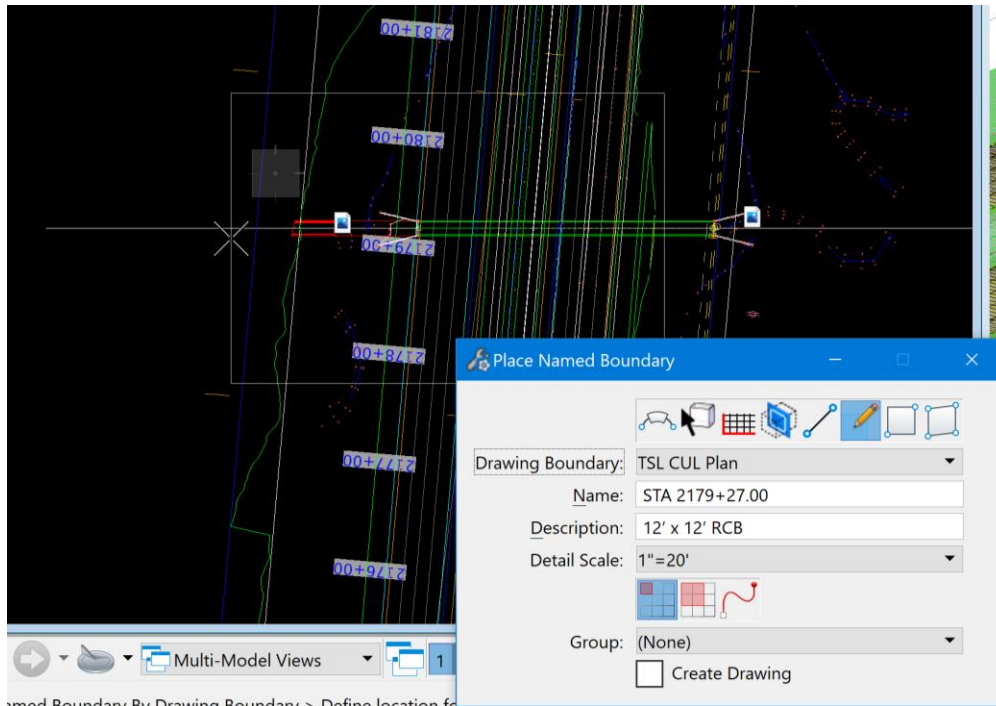 2181+00
2180+00
2179+00
2178+00
2177+00
2176+00
Place Named Boundary
Drawing Boundary: TSL CUL Plan
Name: STA 2179+27.00
Description: 12' x 12' RCB
Detail Scale: 1"=20'
Group: (None)
Create Drawing
Multi-Model Views
1
Named Boundary By Drawing Boundary > Define location